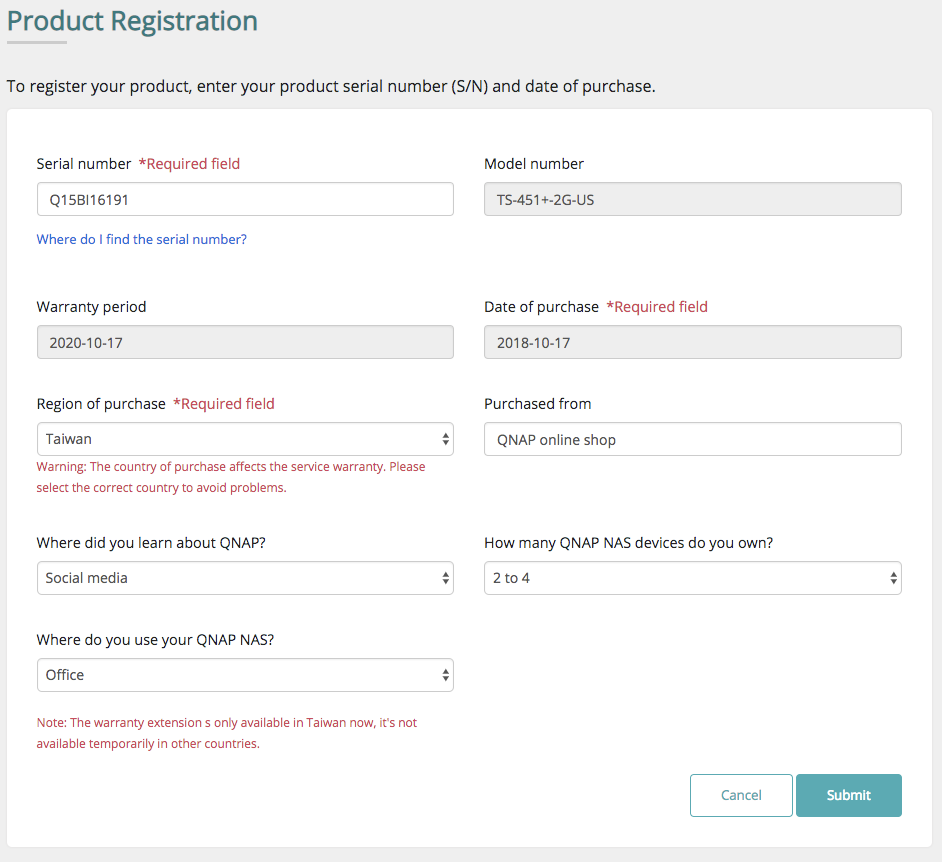 Product Registration
To register your product, enter your product serial number (S/N) and date of purchase.
Serial number *Required field
Model number
Q15BI16191
TS-451+-2G-US
Where do I find the serial number?
Warranty period
Date of purchase *Required field
2020-10-17
2018-10-17
Region of purchase *Required field
Purchased from
Taiwan
QNAP online shop
Warning: The country of purchase affects the service warranty. Please
select the correct country to avoid problems.
Where did you learn about QNAP?
How many QNAP NAS devices do you own?
Social media
2 to 4
Where do you use your QNAP NAS?
Office
Note: The warranty extension s only available in Taiwan now, it's not
available temporarily in other countries.
Cancel
Submit